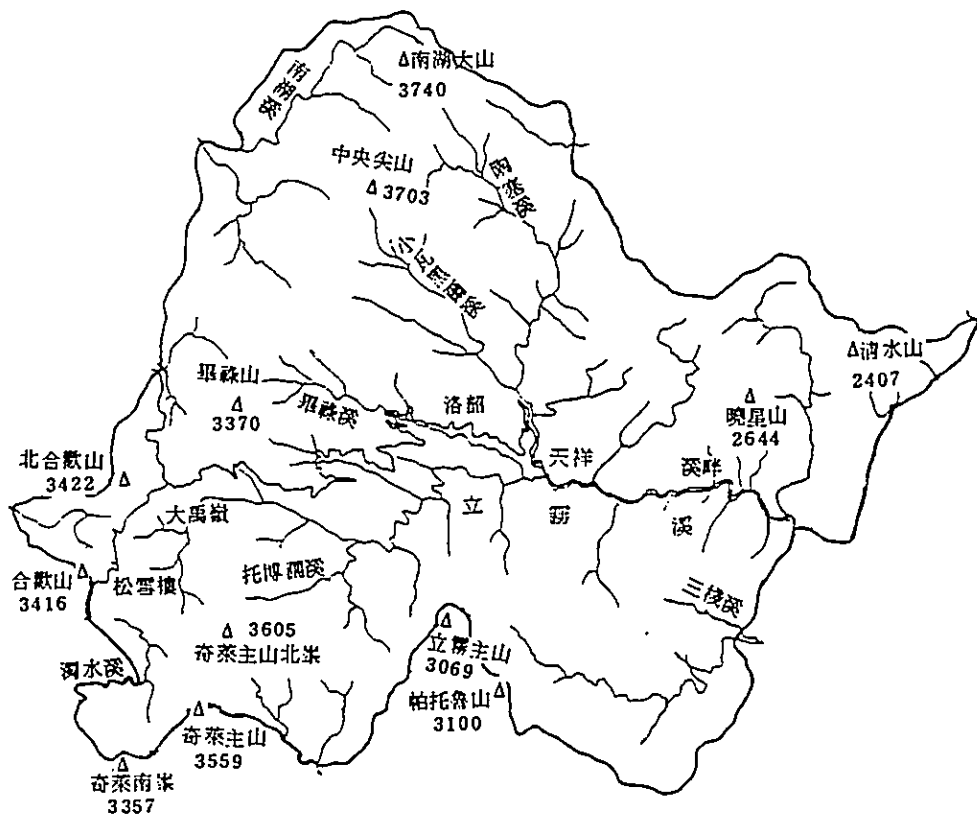 南湖大山
3740
南湖溪
中央尖山
3703
小瓦黑爾溪
清水山
2407
畢祿山
3370
畢祿溪
洛韶
曉星山
2644
北合歡山
3422
天祥
溪畔
大禹嶺
立霧溪
合歡山
3416
松雪樓
托博闊溪
三棧溪
3605
奇萊主山北峯
立霧主山
3069
濁水溪
帕托魯山
3100
奇萊主山
3559
奇萊南峯
3357